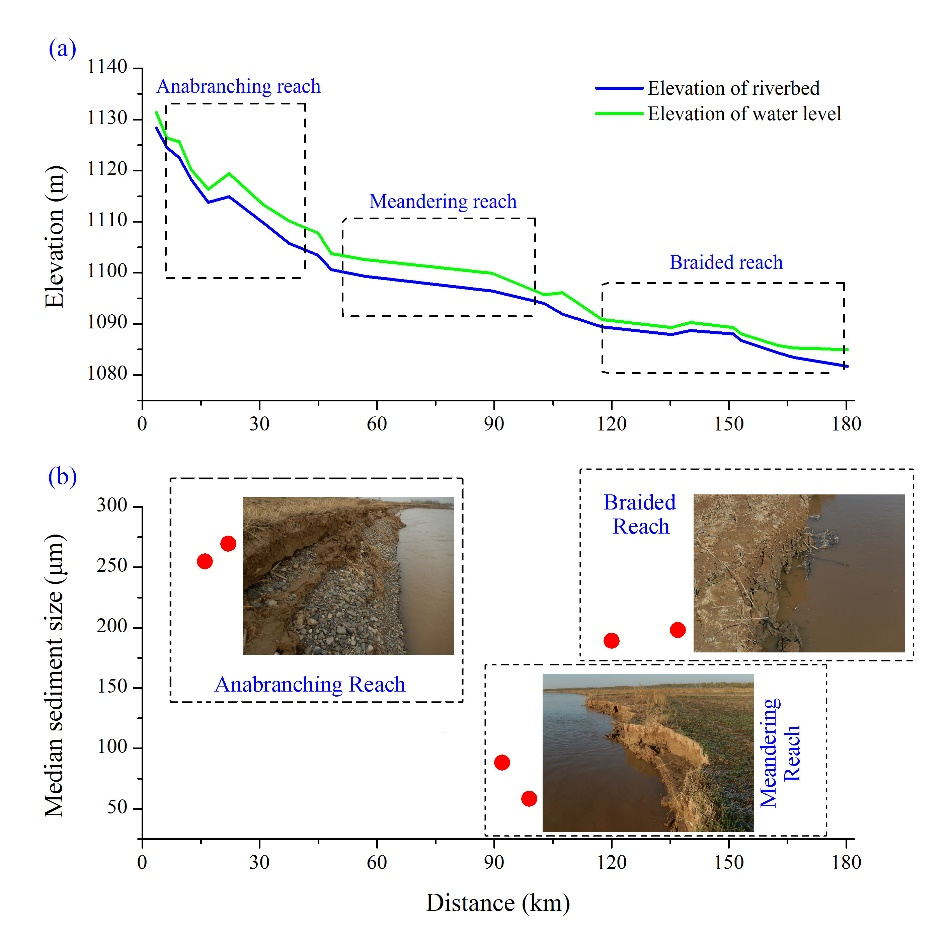 (a)
1140
1130
1120
1110
1100
1090
1080
Elevation (m)
Anabranching reach
Meandering reach
Braided reach
Elevation of riverbed
Elevation of water level
0
30
60
90
120
150
180
(b)
300
250
200
150
100
50
Median sediment size (μm)
Anabranching Reach
Braided
Reach
Meandering
Reach
0
30
60
90
120
150
180
Distance (km)